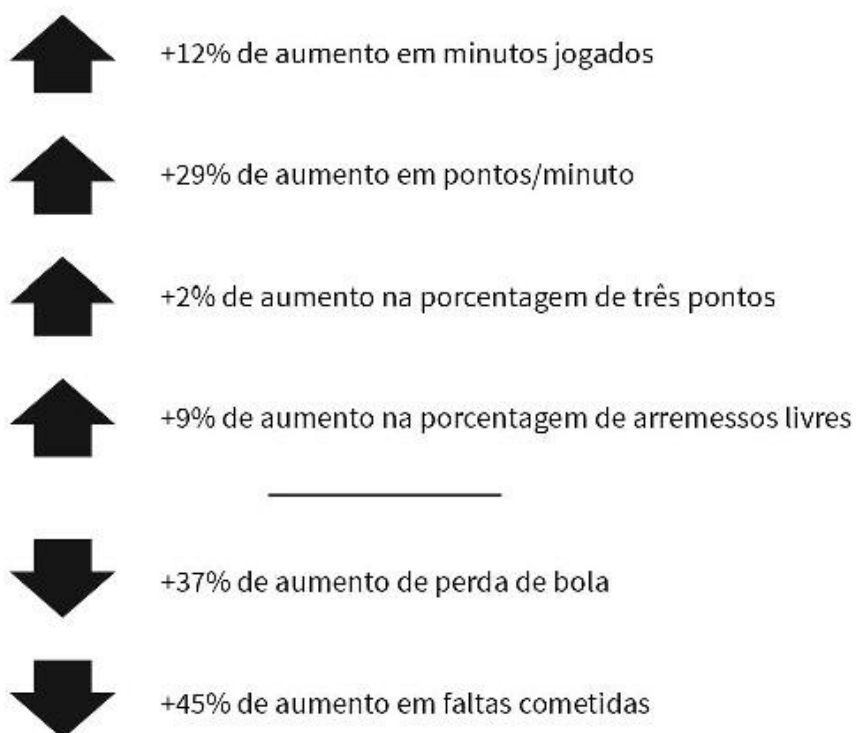 +12% de aumento em minutos jogados
+29% de aumento em pontos/minuto
+2% de aumento na porcentagem de três pontos
+9% de aumento na porcentagem de arremessos livres
+37% de aumento de perda de bola
+45% de aumento em faltas cometidas